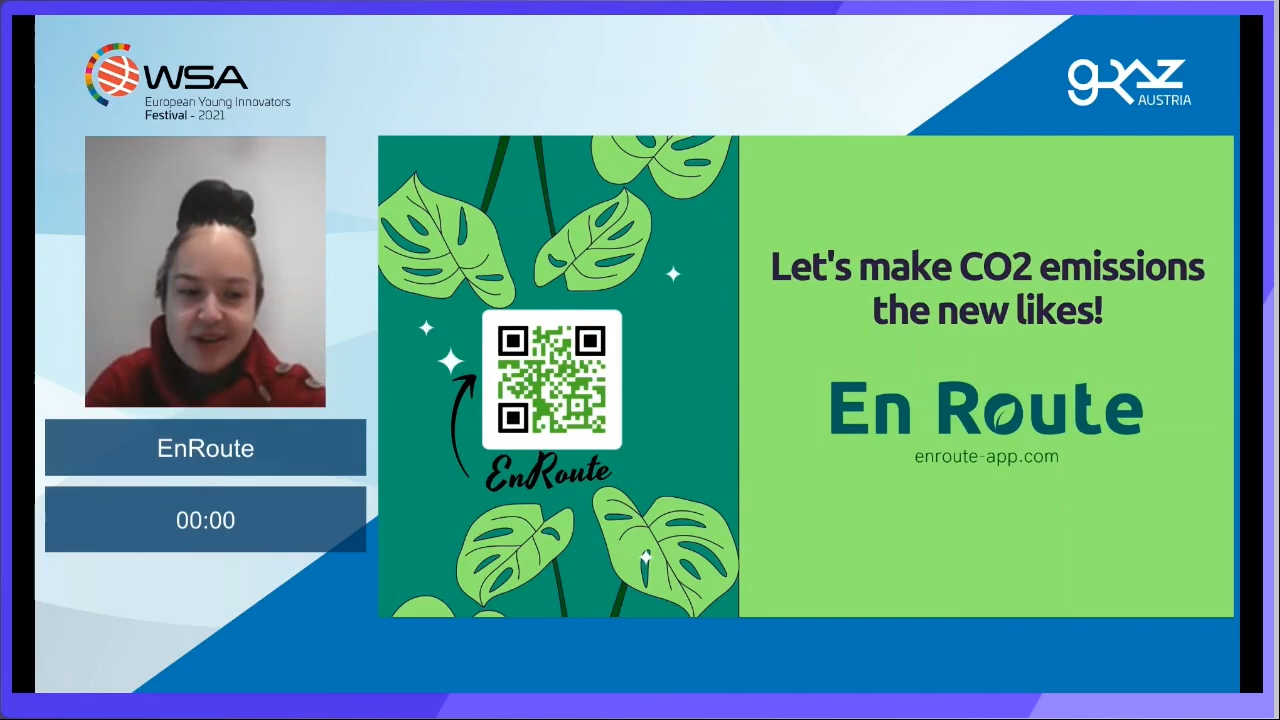 WSA
European Young Innovators
Festival - 2021
GRAZ
AUSTRIA
EnRoute
00:00
EnRoute
Let's make CO2 emissions
the new likes!
En Route
enroute-app.com